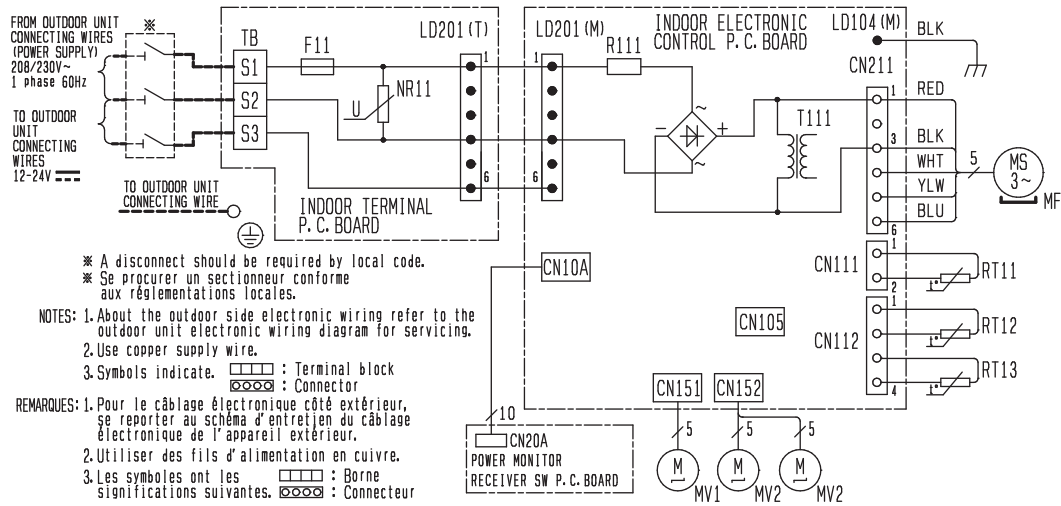 FROM OUTDOOR UNIT
CONNECTING WIRES
(POWER SUPPLY)
208/230V~
1 phase 60Hz
※
TO OUTDOOR
UNIT
CONNECTING
WIRES
12-24V
TB
S1
S2
S3
F11
NR11
U
LD201(T)
1
6
TO OUTDOOR UNIT
CONNECTING WIRE
INDOOR TERMINAL
P.C.BOARD
LD201(M)
1
6
INDOOR ELECTRONIC
CONTROL P.C.BOARD
R111
~
-
+
~
T111
LD104(M)
BLK
CN211
1
3
6
RED
BLK
WHT
YLW
BLU
5
MS
3~
MF
CN111
1
2
t°
RT11
CN112
1
4
t°
RT12
t°
RT13
CN10A
CN105
CN151
CN152
10
CN20A
POWER MONITOR
RECEIVER SW P.C.BOARD
5
5
5
M
M
M
MV1
MV2
MV2
※ A disconnect should be required by local code.
※ Se procurer un sectionneur conforme
aux réglementations locales.
NOTES: 1. About the outdoor side electronic wiring refer to the
outdoor unit electronic wiring diagram for servicing.
2. Use copper supply wire.
3. Symbols indicate. : Terminal block
: Connector
REMARQUES: 1. Pour le câblage électronique côté extérieur,
se reporter au schéma d'entretien du câblage
électronique de l'appareil extérieur.
2. Utiliser des fils d'alimentation en cuivre.
3. Les symboles ont les : Borne
significations suivantes. : Connecteur